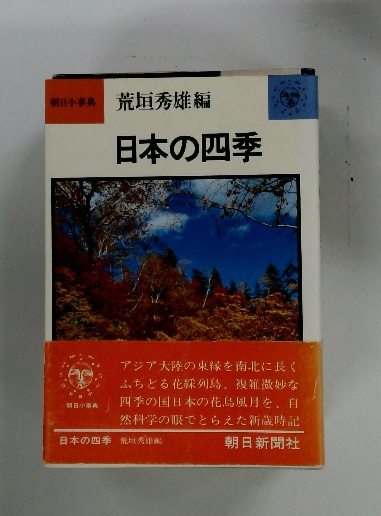 朝日小事典
荒垣秀雄編
日本の四季
アジア大陸の東縁を南北に長く
ふちどる花綵列島、複雑微妙な
四季の国日本の花鳥風月を、自
然科学の眼でとらえた新歳時記
朝日小事典
日本の四季 荒垣秀雄編
朝日新聞社